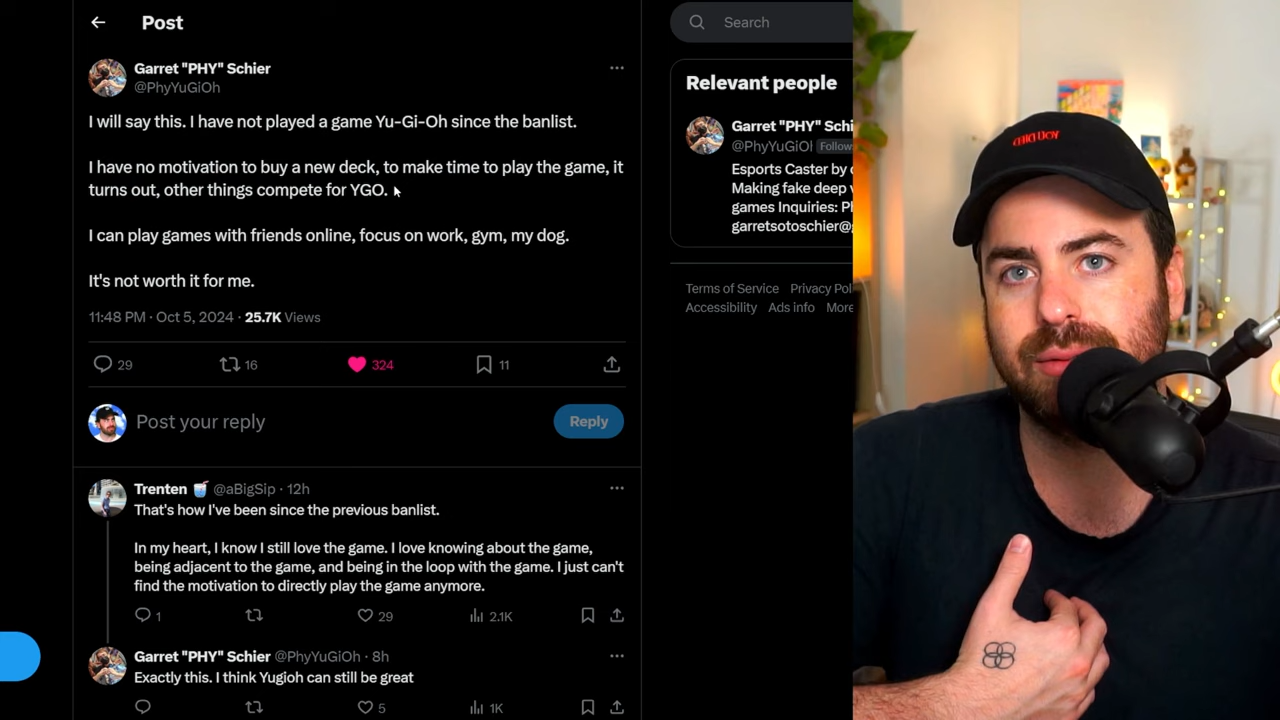 Post
Garret "PHY" Schier
@PhyYuGiOh
I will say this. I have not played a game Yu-Gi-Oh since the banlist.
I have no motivation to buy a new deck, to make time to play the game, it
turns out, other things compete for YGO.
I can play games with friends online, focus on work, gym, my dog.
It's not worth it for me.
11:48 PM · Oct 5, 2024 · 25.7K Views
29 16 324 11
Post your reply
Reply
Trenten @aBigSip · 12h
That's how I've been since the previous banlist.
In my heart, I know I still love the game. I love knowing about the game,
being adjacent to the game, and being in the loop with the game. I just can't
find the motivation to directly play the game anymore.
1 29 2.1K
Garret "PHY" Schier @PhyYuGiOh · 8h
Exactly this. I think Yugioh can still be great
5 1K
Search
Relevant people
Garret "PHY" Schi
@PhyYuGiO Follow
Esports Caster by
Making fake deep
games Inquiries: P
garretsotoschier@
Terms of Service Privacy Pol
Accessibility Ads info More